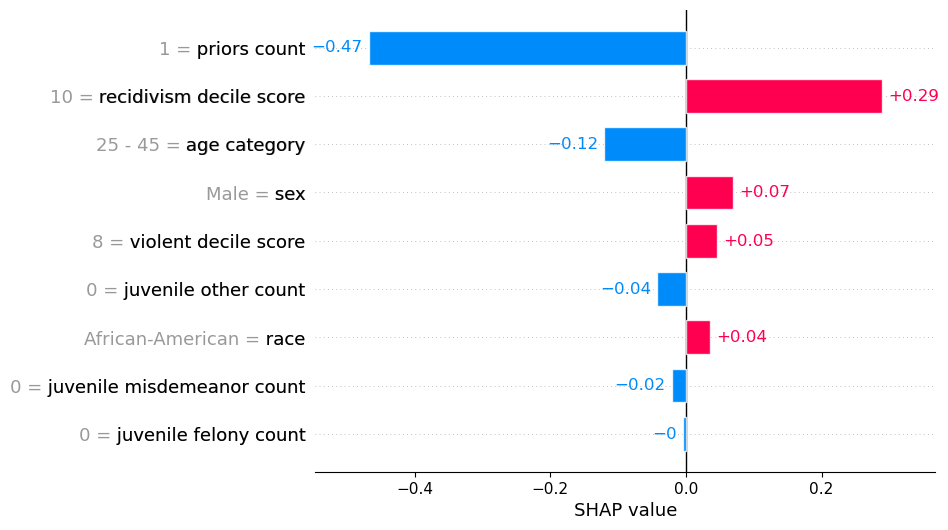 1 = priors count −0.47
10 = recidivism decile score +0.29
25 - 45 = age category −0.12
Male = sex +0.07
8 = violent decile score +0.05
0 = juvenile other count −0.04
African-American = race +0.04
0 = juvenile misdemeanor count −0.02
0 = juvenile felony count −0
−0.4 −0.2 0.0 0.2
SHAP value